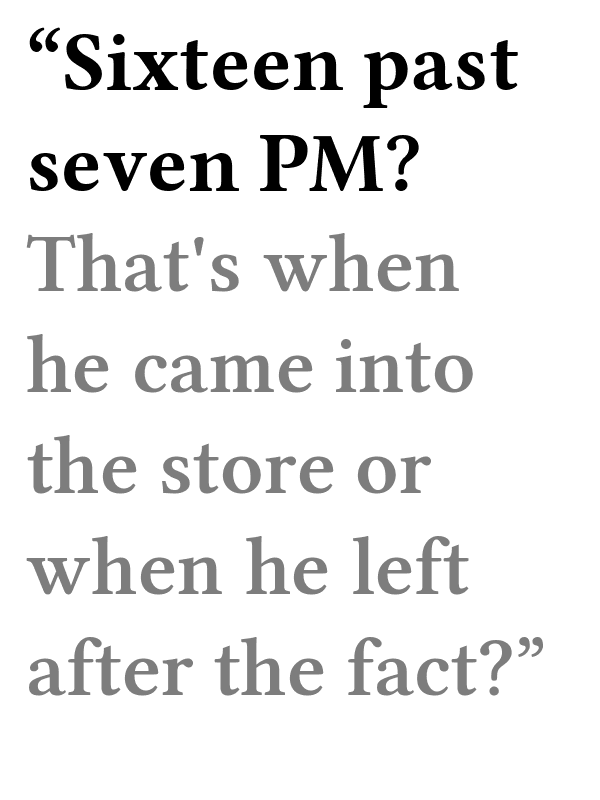 “Sixteen past
seven PM?
That's when
he came into
the store or
when he left
after the fact?”